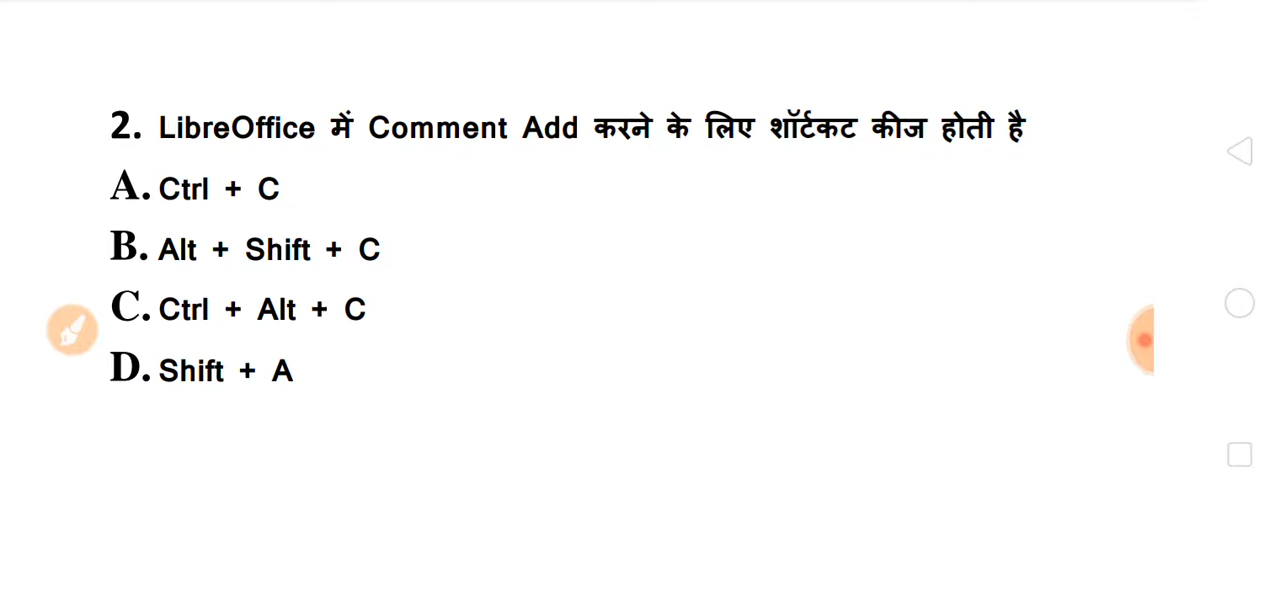 2. LibreOffice में Comment Add करने के लिए शॉर्टकट कीज होती है
A. Ctrl + C
B. Alt + Shift + C
C. Ctrl + Alt + C
D. Shift + A